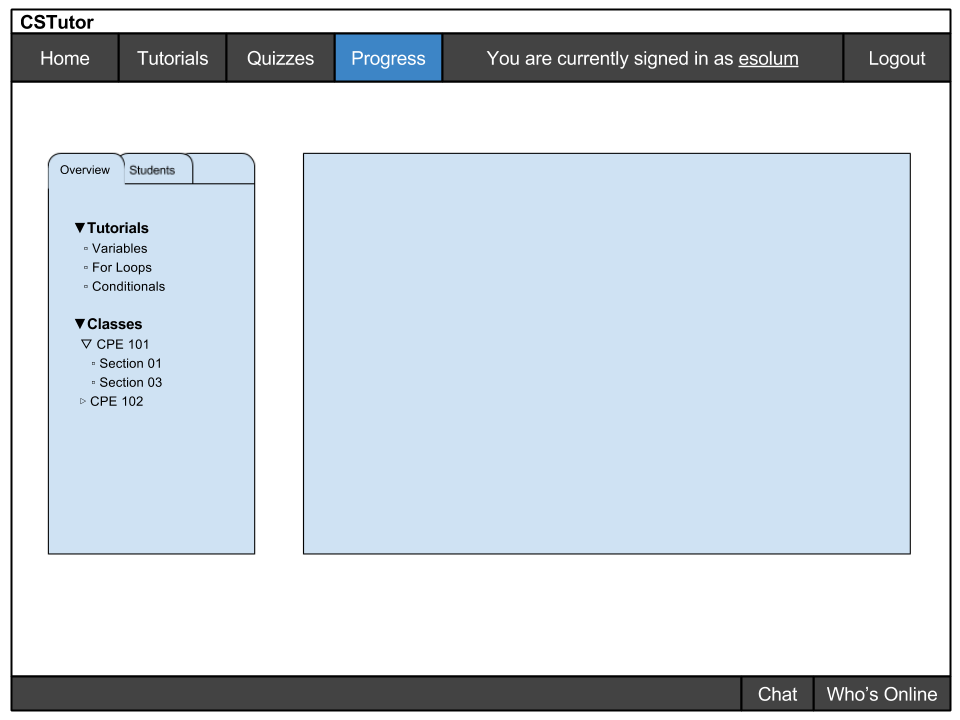 CSTutor
Home Tutorials Quizzes Progress You are currently signed in as esolum Logout
Overview Students
▼Tutorials
▫ Variables
▫ For Loops
▫ Conditionals
▼Classes
▽ CPE 101
▫ Section 01
▫ Section 03
▷ CPE 102
Chat Who's Online